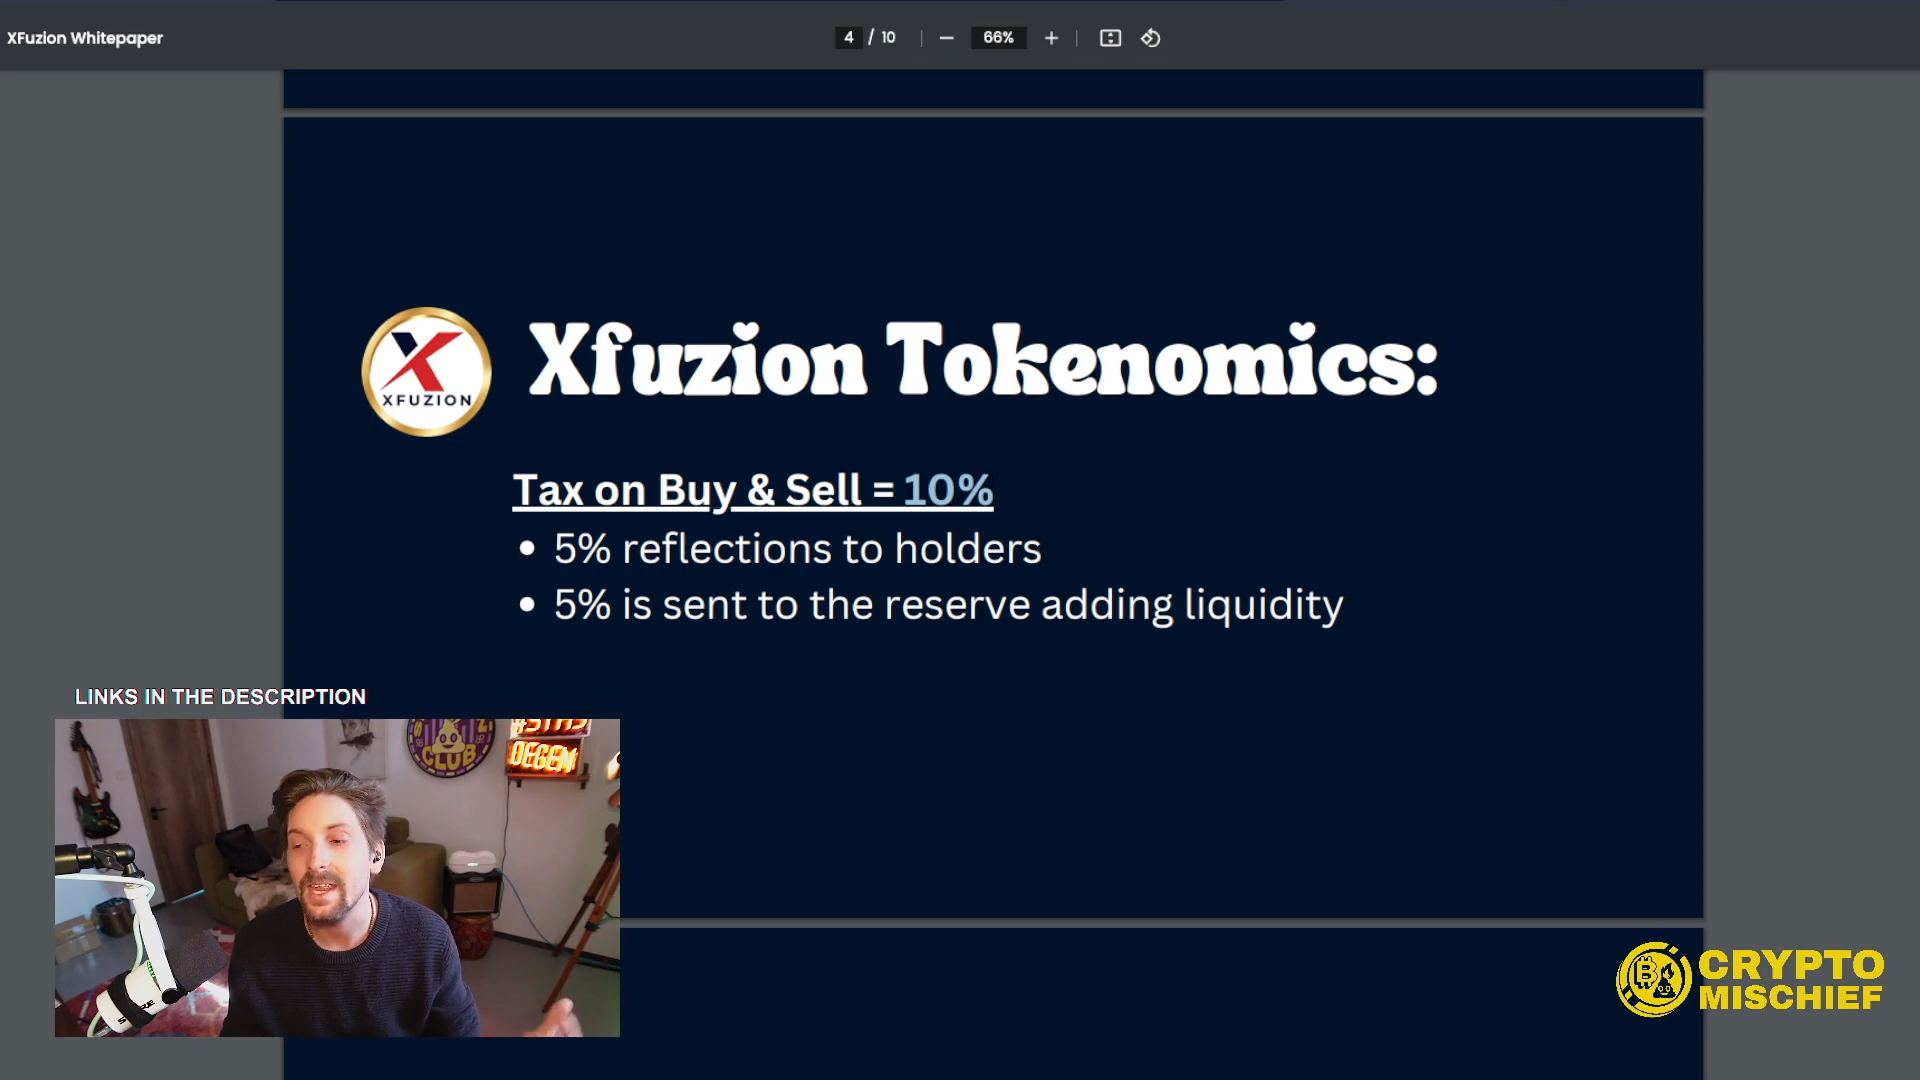 XFuzion Whitepaper
4 / 10
66%
Xfuzion Tokenomics:
XFUZION
Tax on Buy & Sell = 10%
• 5% reflections to holders
• 5% is sent to the reserve adding liquidity
LINKS IN THE DESCRIPTION
CLUB
DEGEN
CRYPTO
MISCHIEF